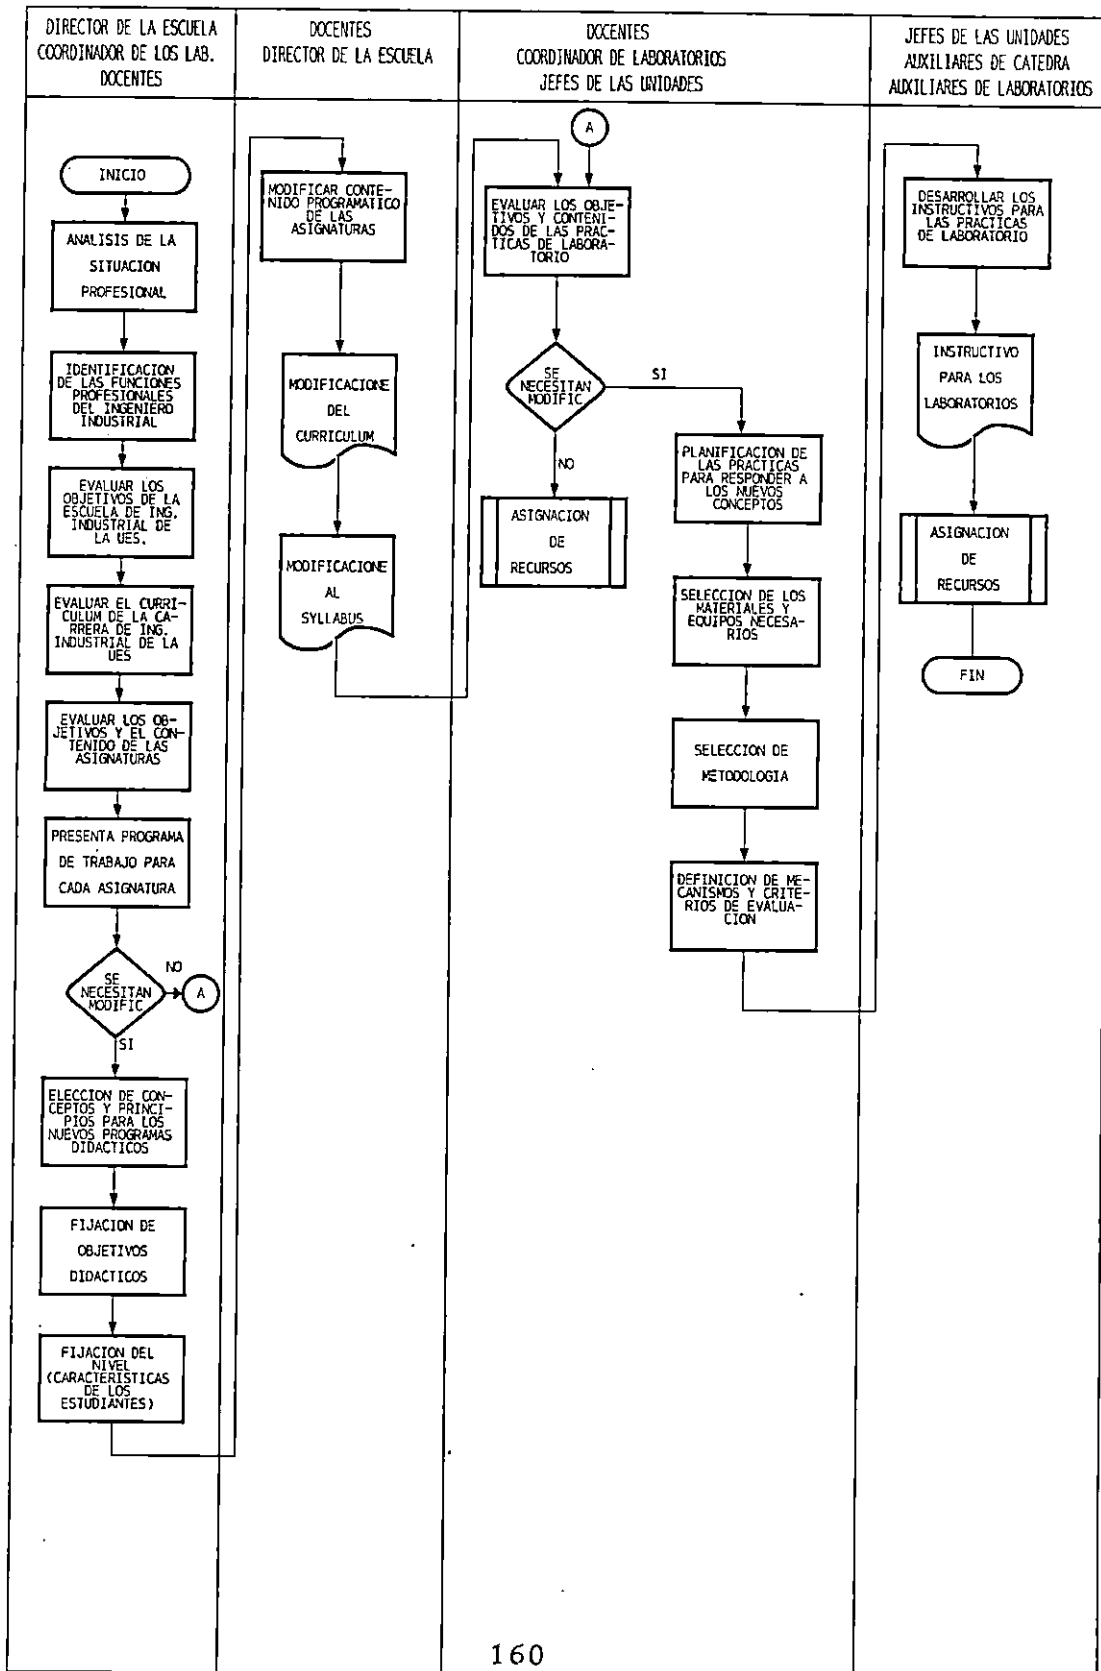 DIRECTOR DE LA ESCUELA
COORDINADOR DE LOS LAB.
DOCENTES
INICIO
ANALISIS DE LA
SITUACION
PROFESIONAL
IDENTIFICACION
DE LAS FUNCIONES
PROFESIONALES
DEL INGENIERO
INDUSTRIAL
EVALUAR LOS
OBJETIVOS DE LA
ESCUELA DE ING.
INDUSTRIAL DE
LA UES.
EVALUAR EL CURRI-
CULUM DE LA CA-
RRERA DE ING.
INDUSTRIAL DE LA
UES
EVALUAR LOS OB-
JETIVOS Y EL CON-
TENIDO DE LAS
ASIGNATURAS
PRESENTA PROGRAMA
DE TRABAJO PARA
CADA ASIGNATURA
SE
NECESITAN
MODIFIC
NO
A
SI
ELECCION DE CON-
CEPTOS Y PRINCI-
PIOS PARA LOS
NUEVOS PROGRAMAS
DIDACTICOS
FIJACION DE
OBJETIVOS
DIDACTICOS
FIJACION DEL
NIVEL
(CARACTERISTICAS
DE LOS
ESTUDIANTES)
DOCENTES
DIRECTOR DE LA ESCUELA
MODIFICAR CONTE-
NIDO PROGRAMATICO
DE LAS
ASIGNATURAS
MODIFICACIONE
DEL
CURRICULUM
MODIFICACIONE
AL
SYLLABUS
DOCENTES
COORDINADOR DE LABORATORIOS
JEFES DE LAS UNIDADES
A
EVALUAR LOS OBJE-
TIVOS Y CONTENI-
DOS DE LAS PRAC-
TICAS DE LABORA-
TORIO
SE
NECESITAN
MODIFIC
SI
NO
ASIGNACION
DE
RECURSOS
PLANIFICACION DE
LAS PRACTICAS
PARA RESPONDER A
LOS NUEVOS
CONCEPTOS
SELECCION DE LOS
MATERIALES Y
EQUIPOS NECESA-
RIOS
SELECCION DE
METODOLOGIA
DEFINICION DE ME-
CANISMOS Y CRITE-
RIOS DE EVALUA-
CION
JEFES DE LAS UNIDADES
AUXILIARES DE CATEDRA
AUXILIARES DE LABORATORIOS
DESARROLLAR LOS
INSTRUCTIVOS PARA
LAS PRACTICAS
DE LABORATORIO
INSTRUCTIVO
PARA LOS
LABORATORIOS
ASIGNACION
DE
RECURSOS
FIN
160